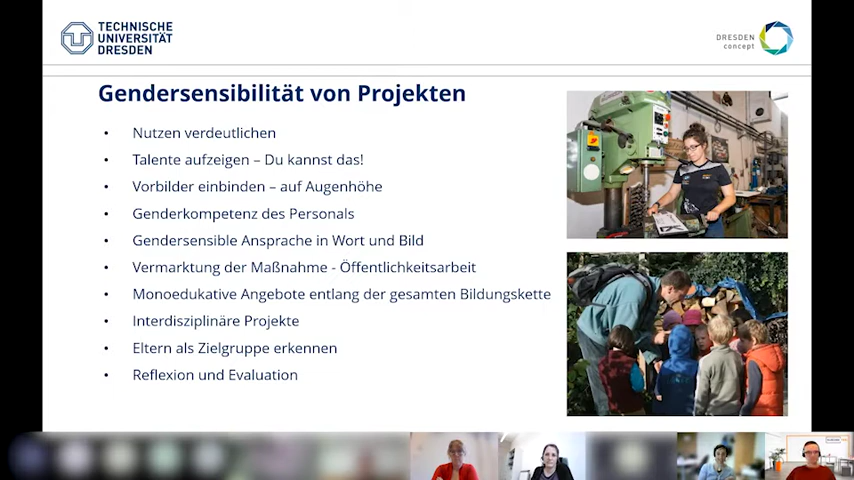 TECHNISCHE
UNIVERSITÄT
DRESDEN
DRESDEN
concept
Gendersensibilität von Projekten
• Nutzen verdeutlichen
• Talente aufzeigen – Du kannst das!
• Vorbilder einbinden – auf Augenhöhe
• Genderkompetenz des Personals
• Gendersensible Ansprache in Wort und Bild
• Vermarktung der Maßnahme - Öffentlichkeitsarbeit
• Monoedukative Angebote entlang der gesamten Bildungskette
• Interdisziplinäre Projekte
• Eltern als Zielgruppe erkennen
• Reflexion und Evaluation